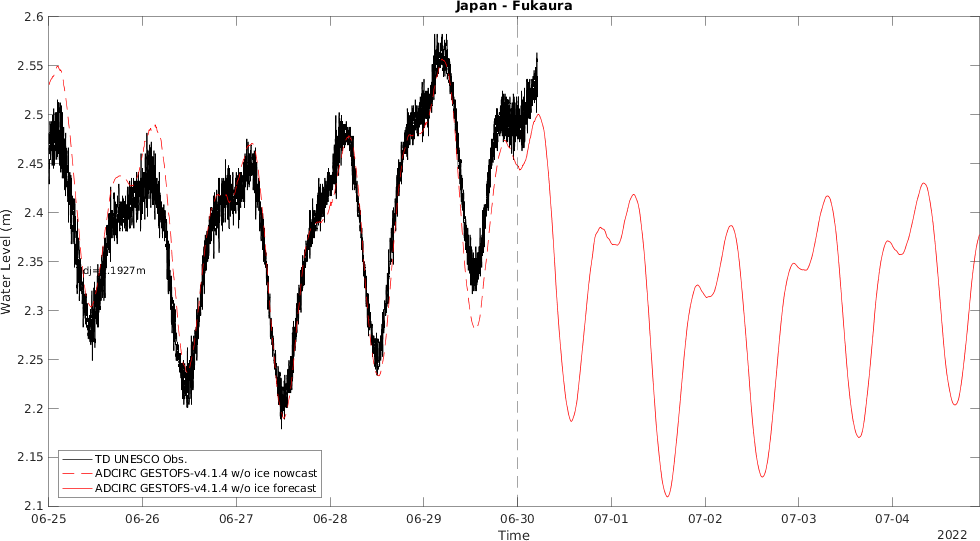 Japan - Fukaura
2.6
2.55
2.5
2.45
2.4
2.35
2.3
2.25
2.2
2.15
2.1
Water Level (m)
TD UNESCO Obs.
ADCIRC GESTOFS-v4.1.4 w/o ice nowcast
ADCIRC GESTOFS-v4.1.4 w/o ice forecast
06-25 06-26 06-27 06-28 06-29 06-30 07-01 07-02 07-03 07-04
Time
2022